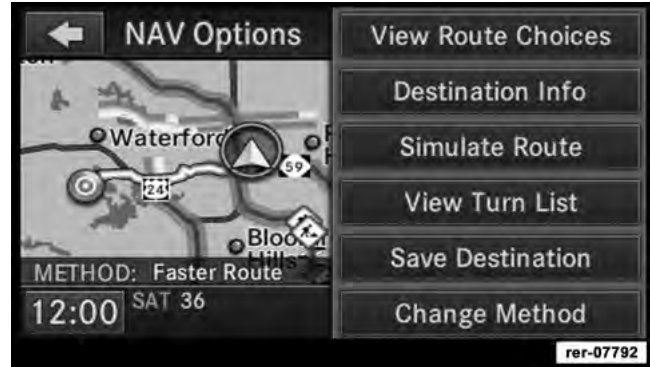 NAV Options
Waterford
59
24
Hills
METHOD: Faster Route
12:00
SAT 36
View Route Choices
Destination Info
Simulate Route
View Turn List
Save Destination
Change Method
rer-07792